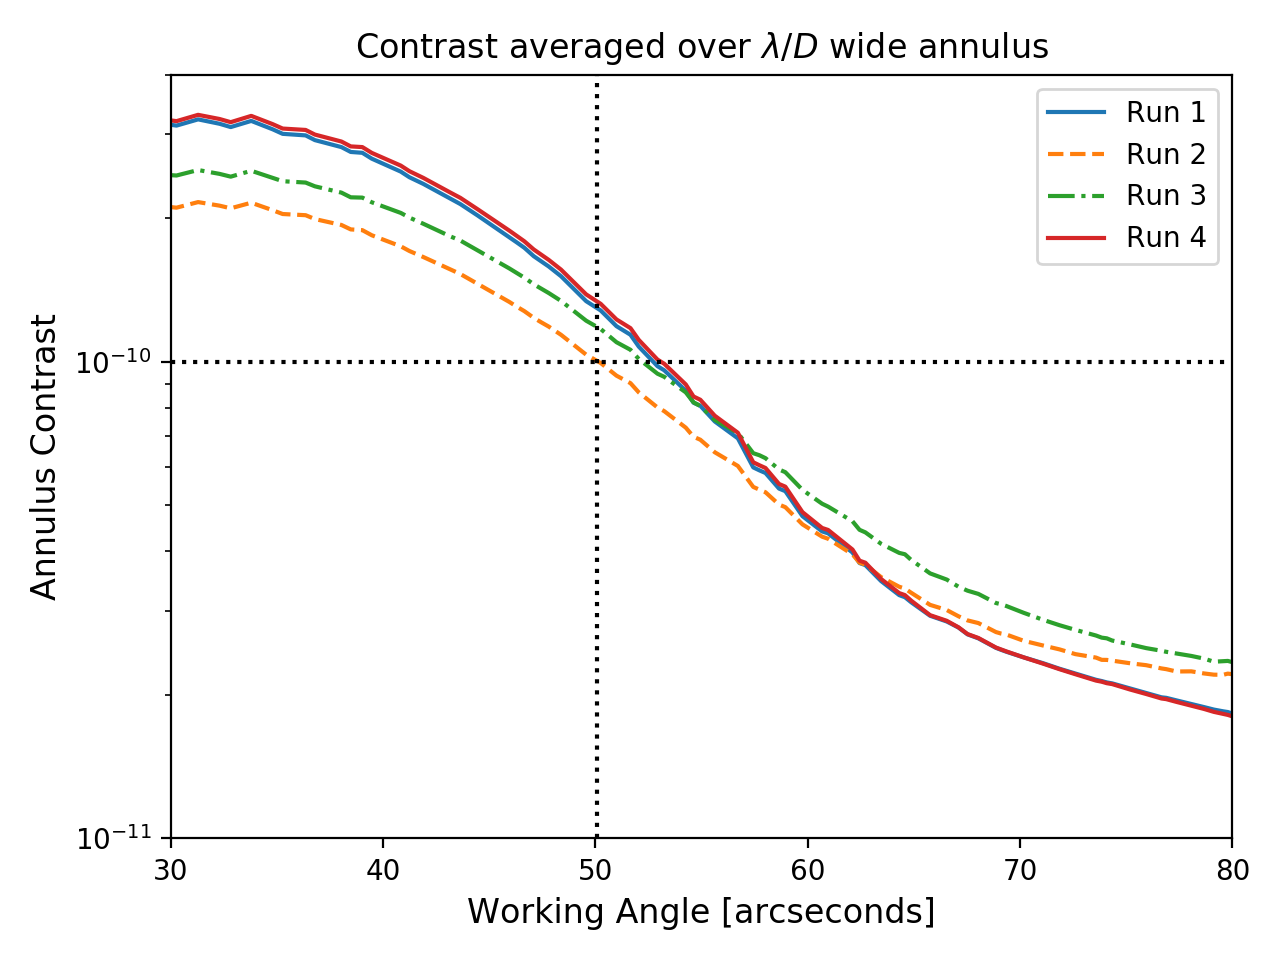 Contrast averaged over λ/D wide annulus
Run 1
Run 2
Run 3
Run 4
Annulus Contrast
10⁻¹⁰
10⁻¹¹
30 40 50 60 70 80
Working Angle [arcseconds]